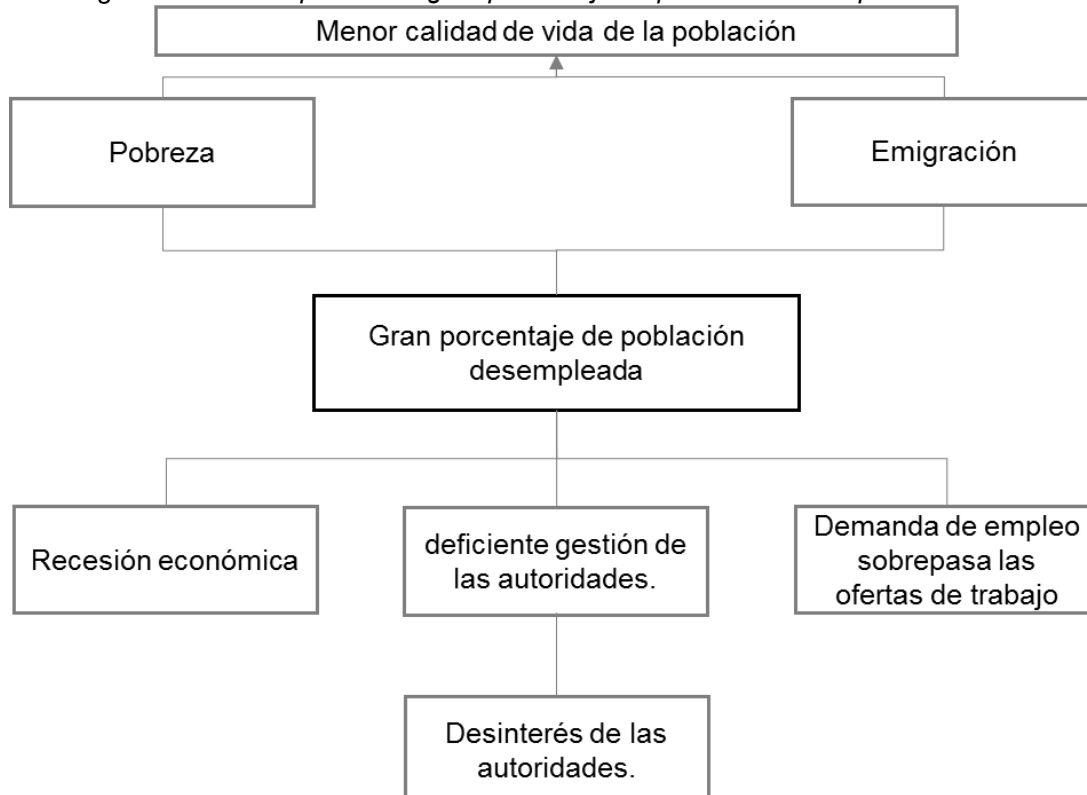 Menor calidad de vida de la población
Pobreza
Emigración
Gran porcentaje de población
desempleada
Recesión económica
deficiente gestión de
las autoridades.
Demanda de empleo
sobrepasa las
ofertas de trabajo
Desinterés de las
autoridades.